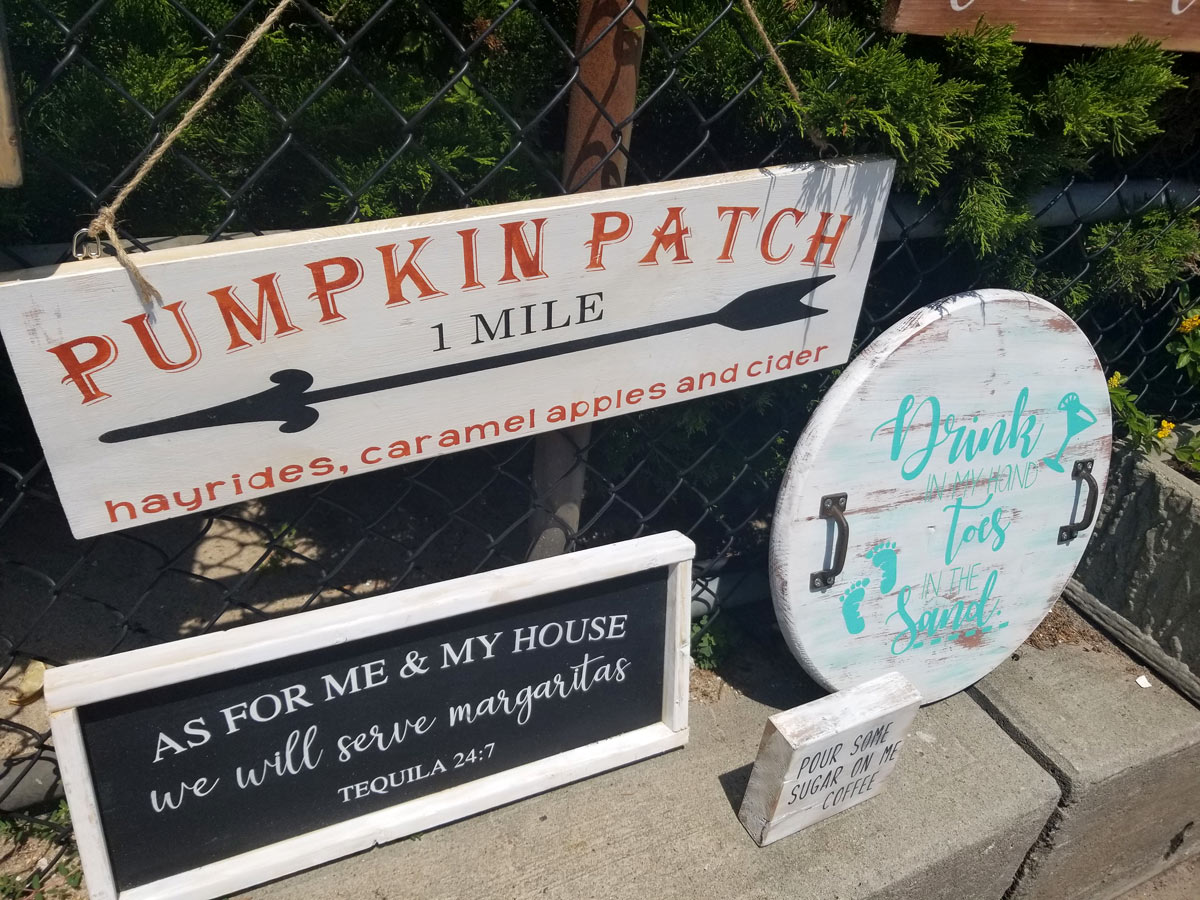 PUMPKIN PATCH
1 MILE
hayrides, caramel apples and cider
Drink
IN MY HAND
Toes
IN THE
Sand
AS FOR ME & MY HOUSE
we will serve margaritas
TEQUILA 24:7
POUR SOME
SUGAR ON ME
COFFEE